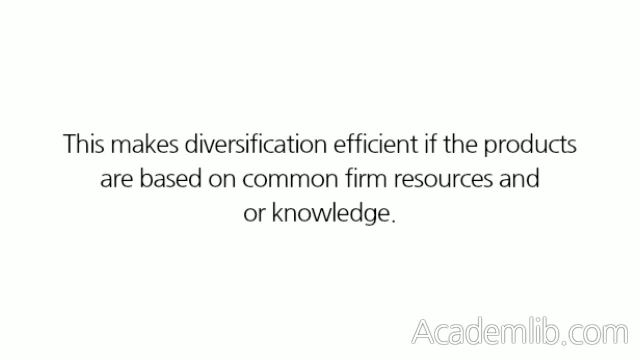 This makes diversification efficient if the products
are based on common firm resources and
or knowledge.
Academlib.com